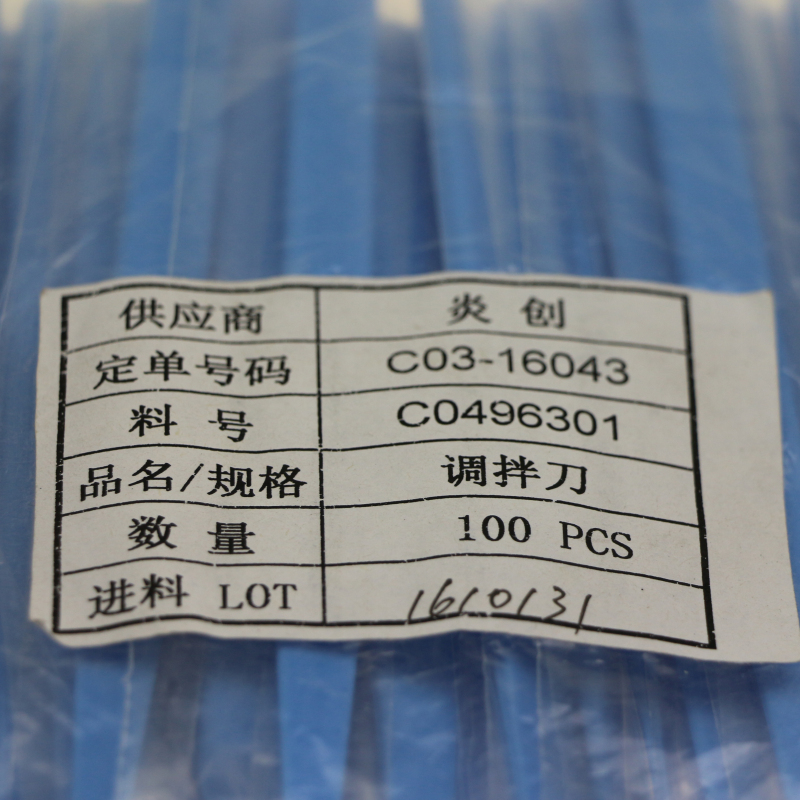 供应商 炎创
定单号码 C03-16043
料号 C0496301
品名/规格 调拌刀
数量 100 PCS
进料 LOT 1610131